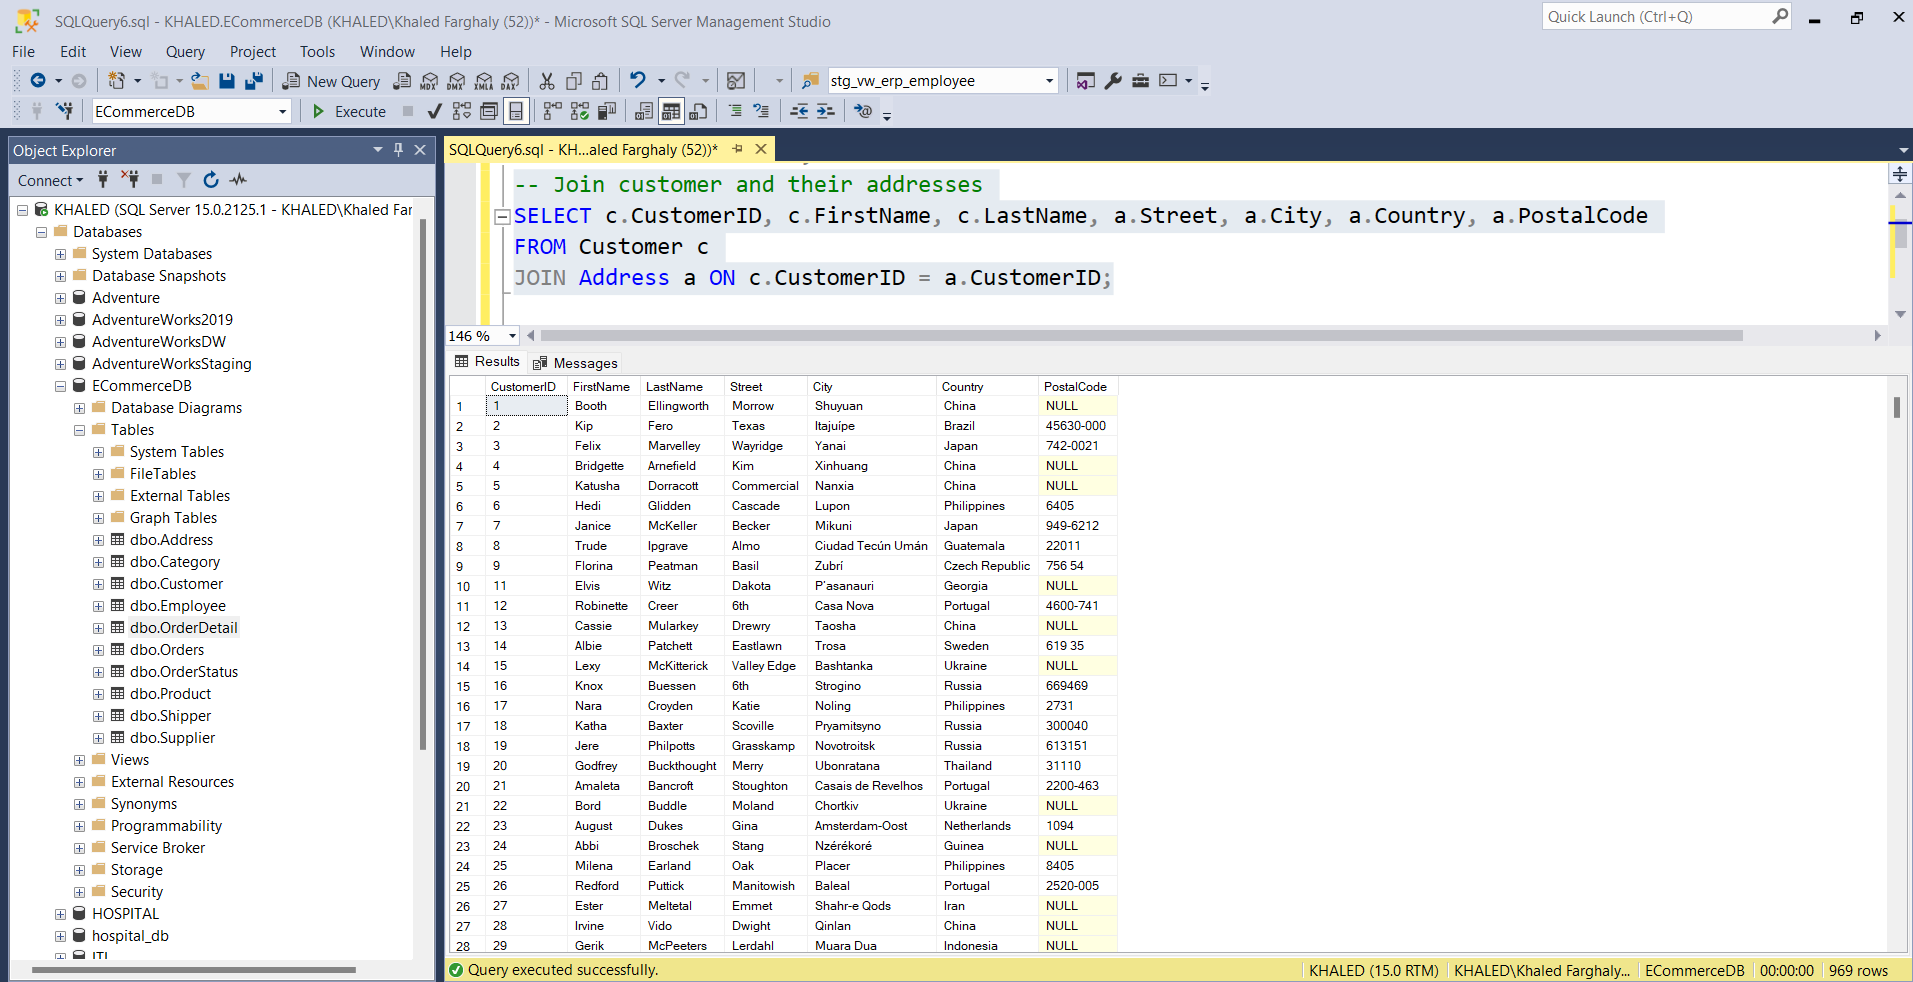 SQLQuery6.sql - KHALED.ECommerceDB (KHALED\Khaled Farghaly (52))* - Microsoft SQL Server Management Studio
Quick Launch (Ctrl+Q)
File Edit View Query Project Tools Window Help
New Query MDX DMX XMLA DAX stg_vw_erp_employee
ECommerceDB Execute
Object Explorer
Connect
KHALED (SQL Server 15.0.2125.1 - KHALED\Khaled Far
Databases
System Databases
Database Snapshots
Adventure
AdventureWorks2019
AdventureWorksDW
AdventureWorksStaging
ECommerceDB
Database Diagrams
Tables
System Tables
FileTables
External Tables
Graph Tables
dbo.Address
dbo.Category
dbo.Customer
dbo.Employee
dbo.OrderDetail
dbo.Orders
dbo.OrderStatus
dbo.Product
dbo.Shipper
dbo.Supplier
Views
External Resources
Synonyms
Programmability
Service Broker
Storage
Security
HOSPITAL
hospital_db
ITI
SQLQuery6.sql - KH...aled Farghaly (52))*
-- Join customer and their addresses
SELECT c.CustomerID, c.FirstName, c.LastName, a.Street, a.City, a.Country, a.PostalCode
FROM Customer c
JOIN Address a ON c.CustomerID = a.CustomerID;
146 %
Results Messages
CustomerID FirstName LastName Street City Country PostalCode
1 1 Booth Ellingworth Morrow Shuyuan China NULL
2 2 Kip Fero Texas Itajuípe Brazil 45630-000
3 3 Felix Marvelley Wayridge Yanai Japan 742-0021
4 4 Bridgette Arnefield Kim Xinhuang China NULL
5 5 Katusha Dorracott Commercial Nanxia China NULL
6 6 Hedi Glidden Cascade Lupon Philippines 6405
7 7 Janice McKeller Becker Mikuni Japan 949-6212
8 8 Trude Ipgrave Almo Ciudad Tecún Umán Guatemala 22011
9 9 Florina Peatman Basil Zubří Czech Republic 756 54
10 11 Elvis Witz Dakota P'asanauri Georgia NULL
11 12 Robinette Creer 6th Casa Nova Portugal 4600-741
12 13 Cassie Mularkey Drewry Taosha China NULL
13 14 Albie Patchett Eastlawn Trosa Sweden 619 35
14 15 Lexy McKitterick Valley Edge Bashtanka Ukraine NULL
15 16 Knox Buessen 6th Strogino Russia 669469
16 17 Nara Croyden Katie Noling Philippines 2731
17 18 Katha Baxter Scoville Pryamitsyno Russia 300040
18 19 Jere Philpotts Grasskamp Novotroitsk Russia 613151
19 20 Godfrey Buckthought Merry Ubonratana Thailand 31110
20 21 Amaleta Bancroft Stoughton Casais de Revelhos Portugal 2200-463
21 22 Bord Buddle Moland Chortkiv Ukraine NULL
22 23 August Dukes Gina Amsterdam-Oost Netherlands 1094
23 24 Abbi Broschek Stang Nzérékoré Guinea NULL
24 25 Milena Earland Oak Placer Philippines 8405
25 26 Redford Puttick Manitowish Baleal Portugal 2520-005
26 27 Ester Meltetal Emmet Shahr-e Qods Iran NULL
27 28 Irvine Vido Dwight Qinlan China NULL
28 29 Gerik McPeeters Lerdahl Muara Dua Indonesia NULL
Query executed successfully. KHALED (15.0 RTM) KHALED\Khaled Farghaly... ECommerceDB 00:00:00 969 rows